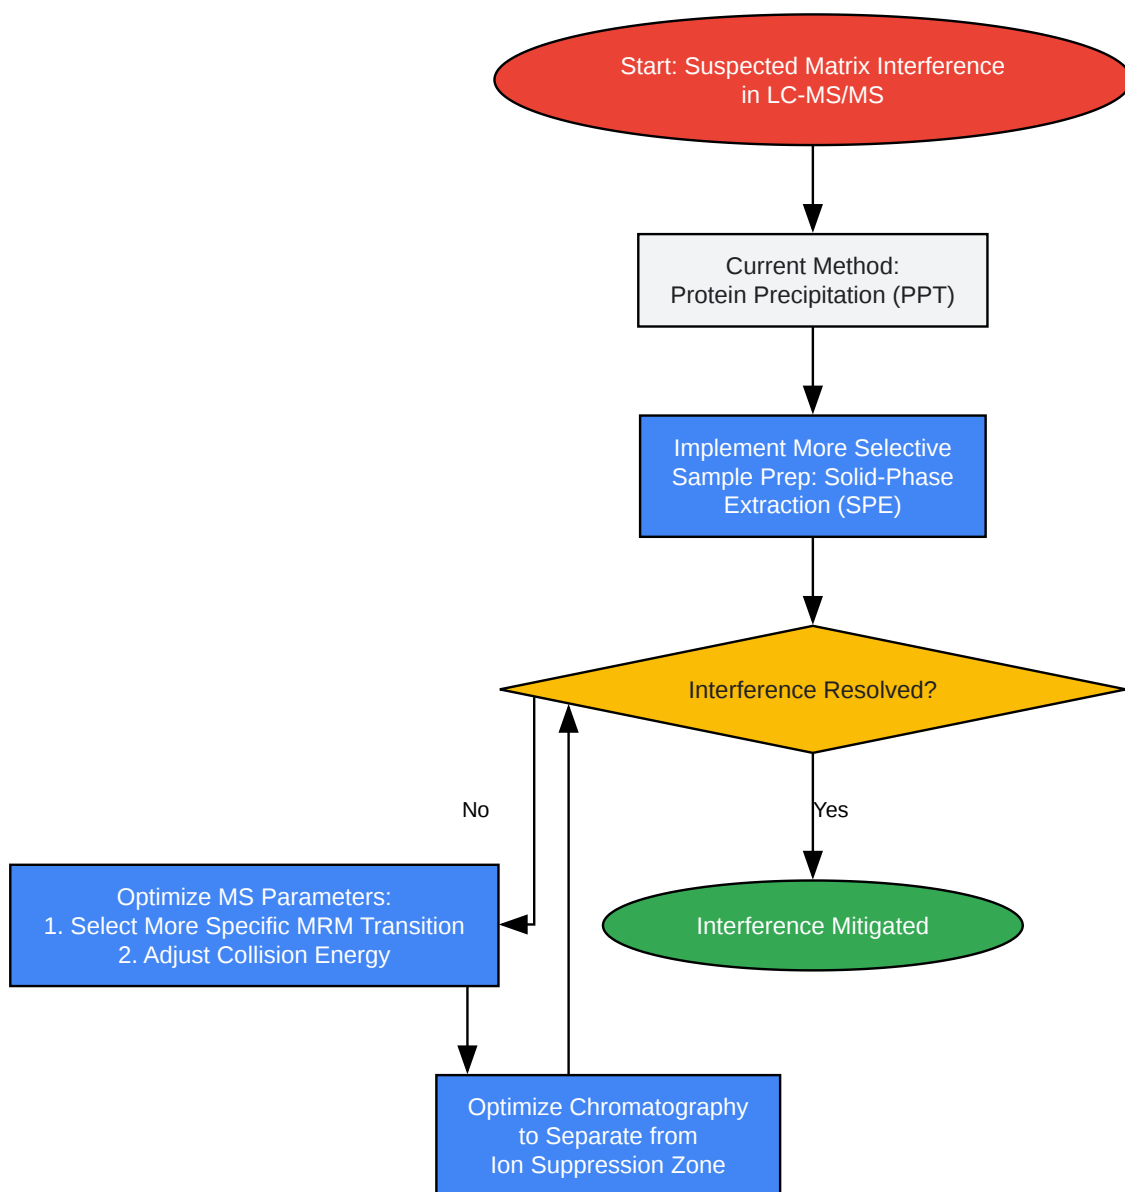 Start: Suspected Matrix Interference
in LC-MS/MS
Current Method:
Protein Precipitation (PPT)
Implement More Selective
Sample Prep: Solid-Phase
Extraction (SPE)
Interference Resolved?
No
Yes
Optimize MS Parameters:
1. Select More Specific MRM Transition
2. Adjust Collision Energy
Interference Mitigated
Optimize Chromatography
to Separate from
Ion Suppression Zone